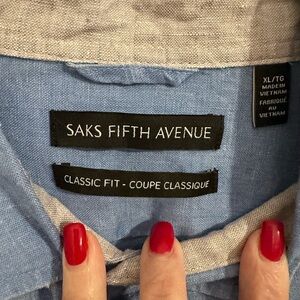 SAKS FIFTH AVENUE
CLASSIC FIT - COUPE CLASSIQUE
XL/TG
MADE IN
VIETNAM
FABRIQUÉ
AU
VIETNAM